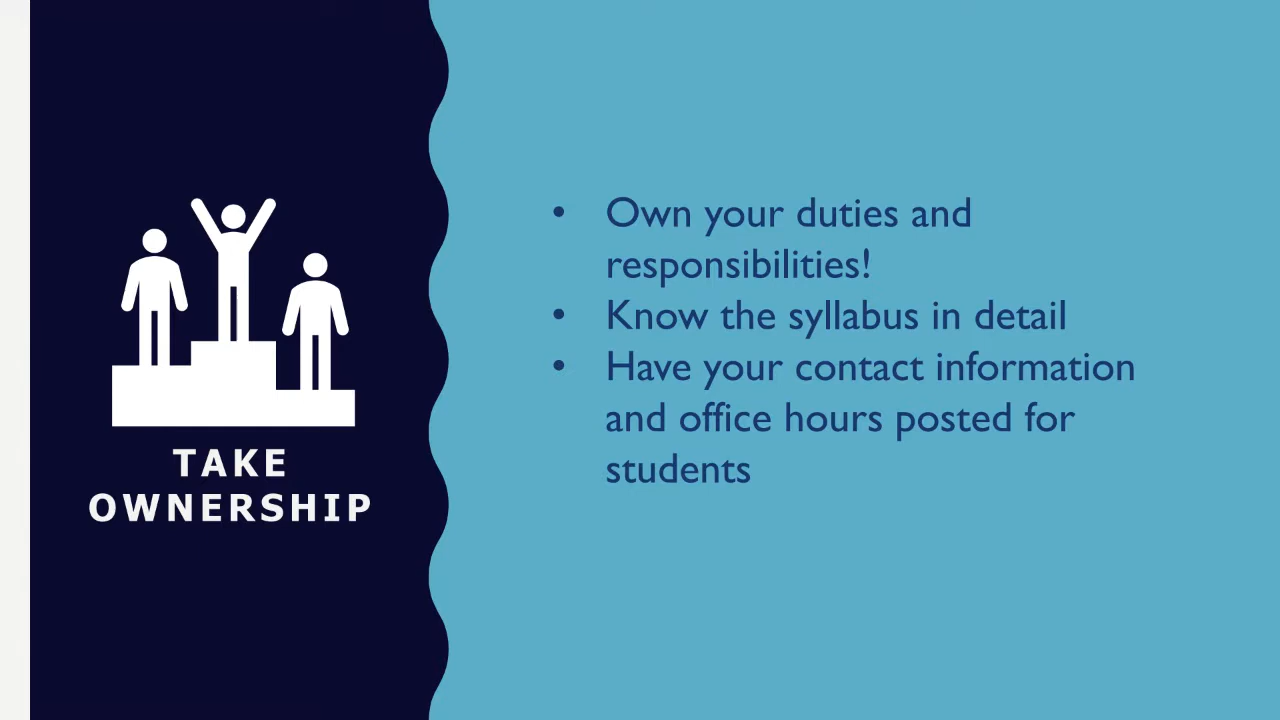 TAKE
OWNERSHIP
• Own your duties and
responsibilities!
• Know the syllabus in detail
• Have your contact information
and office hours posted for
students